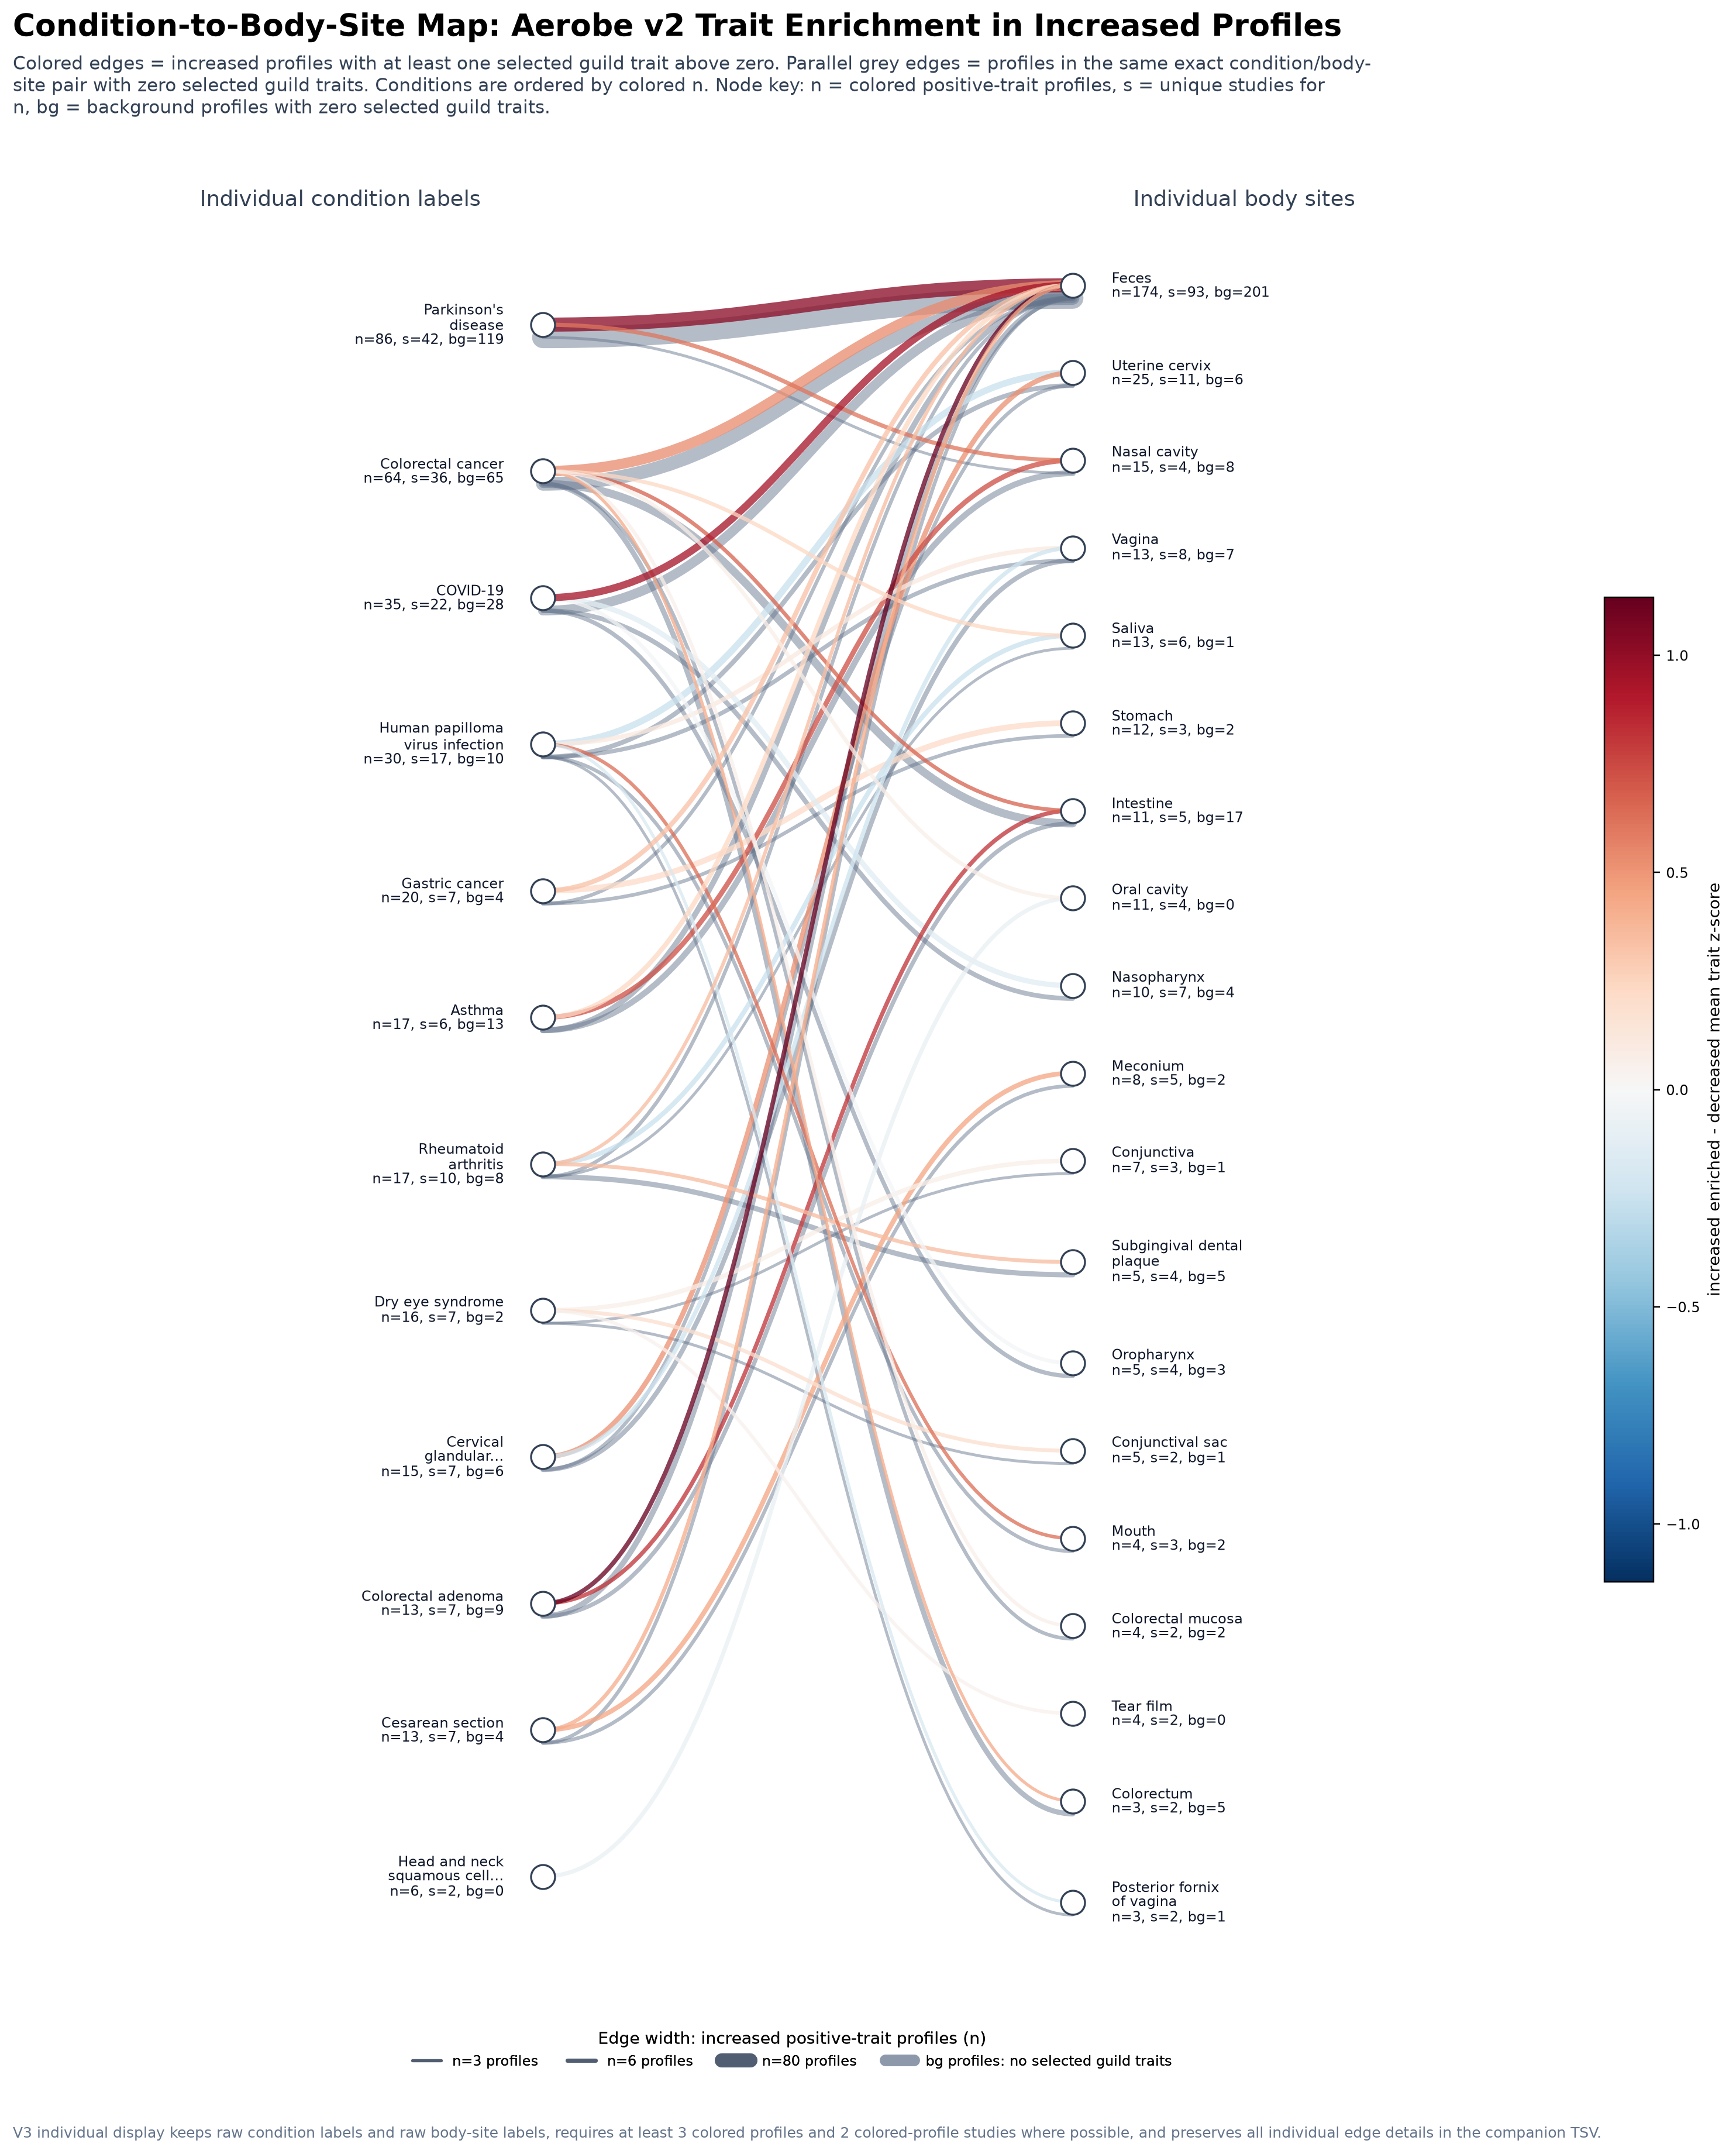 Condition-to-Body-Site Map: Aerobe v2 Trait Enrichment in Increased Profiles
Colored edges = increased profiles with at least one selected guild trait above zero. Parallel grey edges = profiles in the same exact condition/body-
site pair with zero selected guild traits. Conditions are ordered by colored n. Node key: n = colored positive-trait profiles, s = unique studies for
n, bg = background profiles with zero selected guild traits.
Individual condition labels
Parkinson's
disease
n=86, s=42, bg=119
Colorectal cancer
n=64, s=36, bg=65
COVID-19
n=35, s=22, bg=28
Human papilloma
virus infection
n=30, s=17, bg=10
Gastric cancer
n=20, s=7, bg=4
Asthma
n=17, s=6, bg=13
Rheumatoid
arthritis
n=17, s=10, bg=8
Dry eye syndrome
n=16, s=7, bg=2
Cervical
glandular...
n=15, s=7, bg=6
Colorectal adenoma
n=13, s=7, bg=9
Cesarean section
n=13, s=7, bg=4
Head and neck
squamous cell...
n=6, s=2, bg=0
Individual body sites
Feces
n=174, s=93, bg=201
Uterine cervix
n=25, s=11, bg=6
Nasal cavity
n=15, s=4, bg=8
Vagina
n=13, s=8, bg=7
Saliva
n=13, s=6, bg=1
Stomach
n=12, s=3, bg=2
Intestine
n=11, s=5, bg=17
Oral cavity
n=11, s=4, bg=0
Nasopharynx
n=10, s=7, bg=4
Meconium
n=8, s=5, bg=2
Conjunctiva
n=7, s=3, bg=1
Subgingival dental
plaque
n=5, s=4, bg=5
Oropharynx
n=5, s=4, bg=3
Conjunctival sac
n=5, s=2, bg=1
Mouth
n=4, s=3, bg=2
Colorectal mucosa
n=4, s=2, bg=2
Tear film
n=4, s=2, bg=0
Colorectum
n=3, s=2, bg=5
Posterior fornix
of vagina
n=3, s=2, bg=1
1.0
0.5
0.0
−0.5
−1.0
increased enriched - decreased mean trait z-score
Edge width: increased positive-trait profiles (n)
n=3 profiles
n=6 profiles
n=80 profiles
bg profiles: no selected guild traits
V3 individual display keeps raw condition labels and raw body-site labels, requires at least 3 colored profiles and 2 colored-profile studies where possible, and preserves all individual edge details in the companion TSV.